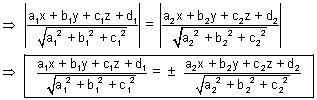 ⇒ |(a₁x + b₁y + c₁z + d₁)/√(a₁² + b₁² + c₁²)| = |(a₂x + b₂y + c₂z + d₂)/√(a₂² + b₂² + c₂²)|
⇒ (a₁x + b₁y + c₁z + d₁)/√(a₁² + b₁² + c₁²) = ± (a₂x + b₂y + c₂z + d₂)/√(a₂² + b₂² + c₂²)